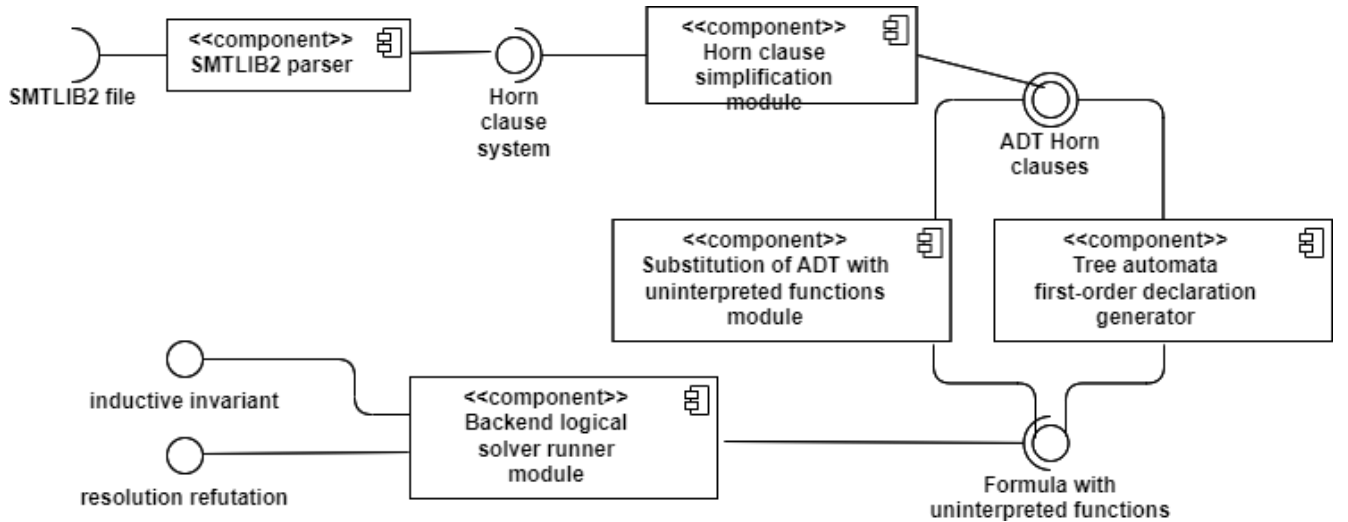 <<component>>
SMTLIB2 parser
SMTLIB2 file
Horn
clause
system
<<component>>
Horn clause
simplification
module
ADT Horn
clauses
<<component>>
Substitution of ADT with
uninterpreted functions
module
<<component>>
Tree automata
first-order declaration
generator
inductive invariant
resolution refutation
<<component>>
Backend logical
solver runner
module
Formula with
uninterpreted functions